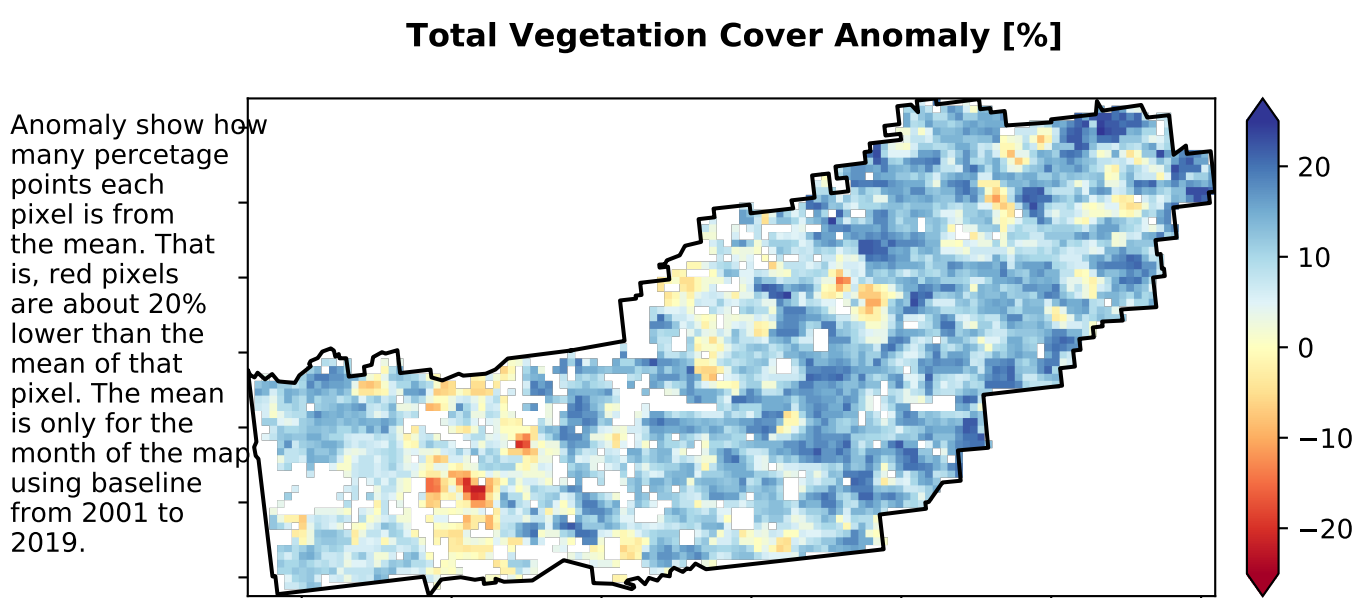 Total Vegetation Cover Anomaly [%]
Anomaly show how
many percetage
points each
pixel is from
the mean. That
is, red pixels
are about 20%
lower than the
mean of that
pixel. The mean
is only for the
month of the map
using baseline
from 2001 to
2019.
20
10
0
−10
−20